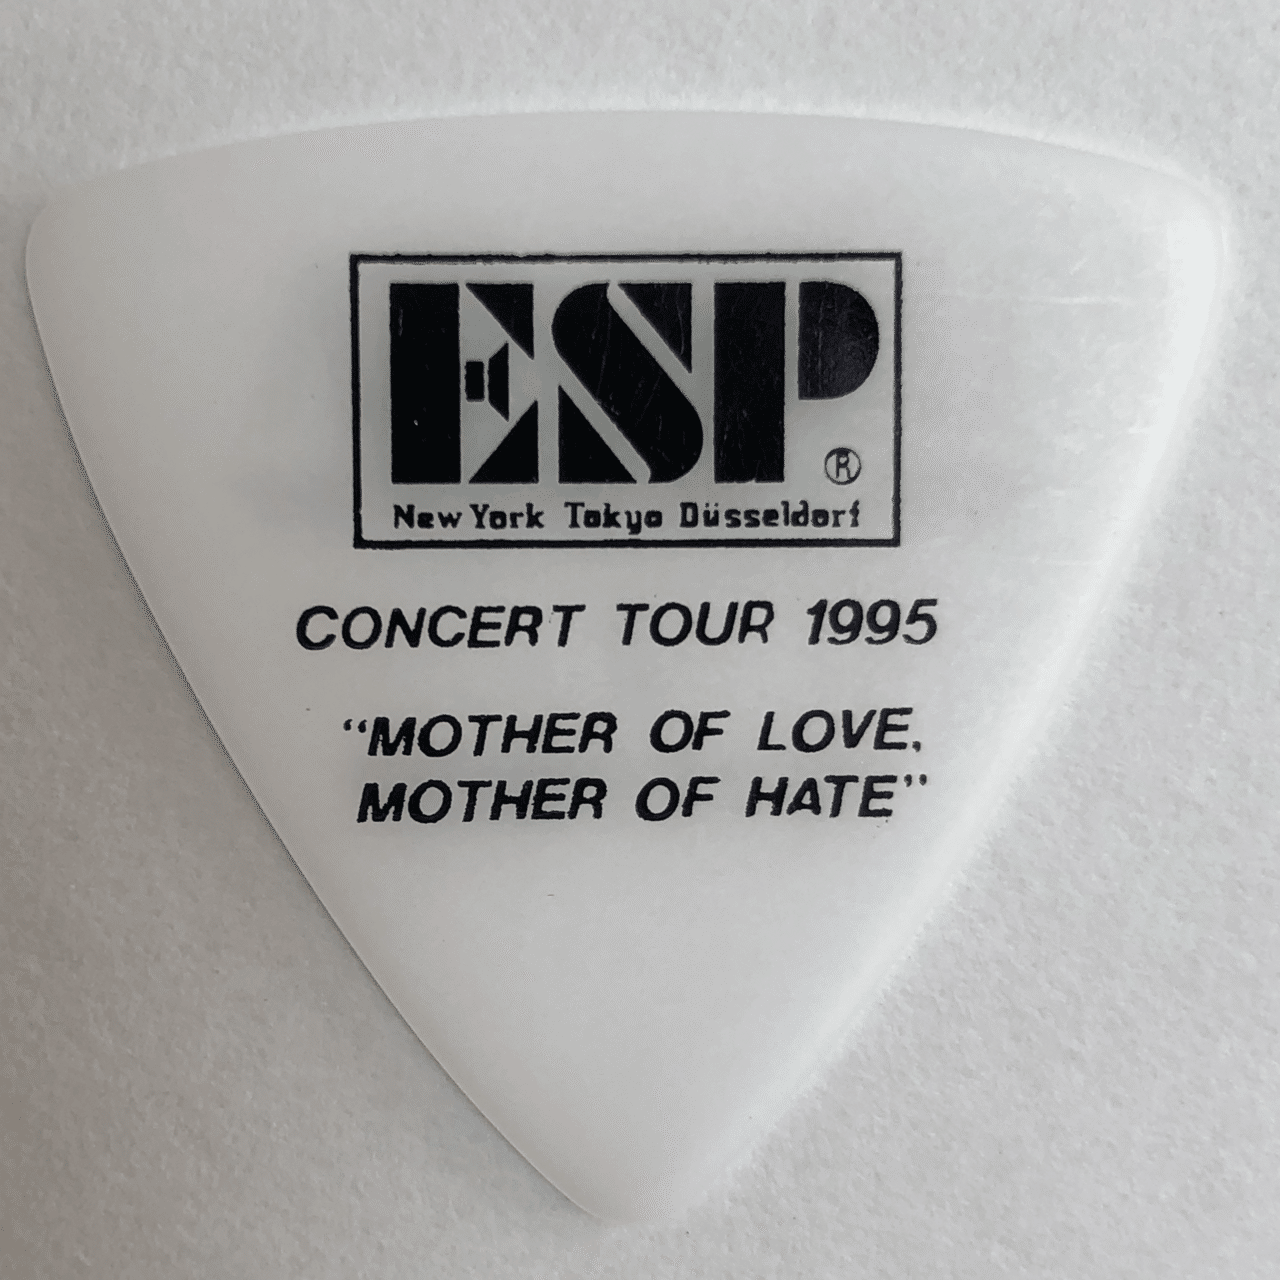 ESP®
New York Tokyo Düsseldorf
CONCERT TOUR 1995
“MOTHER OF LOVE,
MOTHER OF HATE”